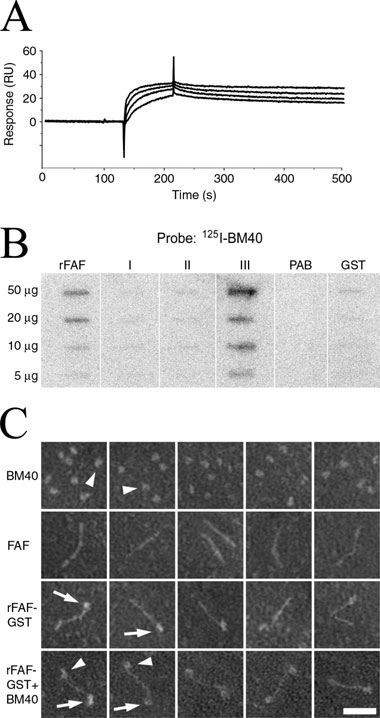 A
Response (RU)
60
40
20
0
0 100 200 300 400 500
Time (s)
B
Probe: ¹²⁵I-BM40
rFAF I II III PAB GST
50 µg
20 µg
10 µg
5 µg
C
BM40
FAF
rFAF-
GST
rFAF-
GST+
BM40